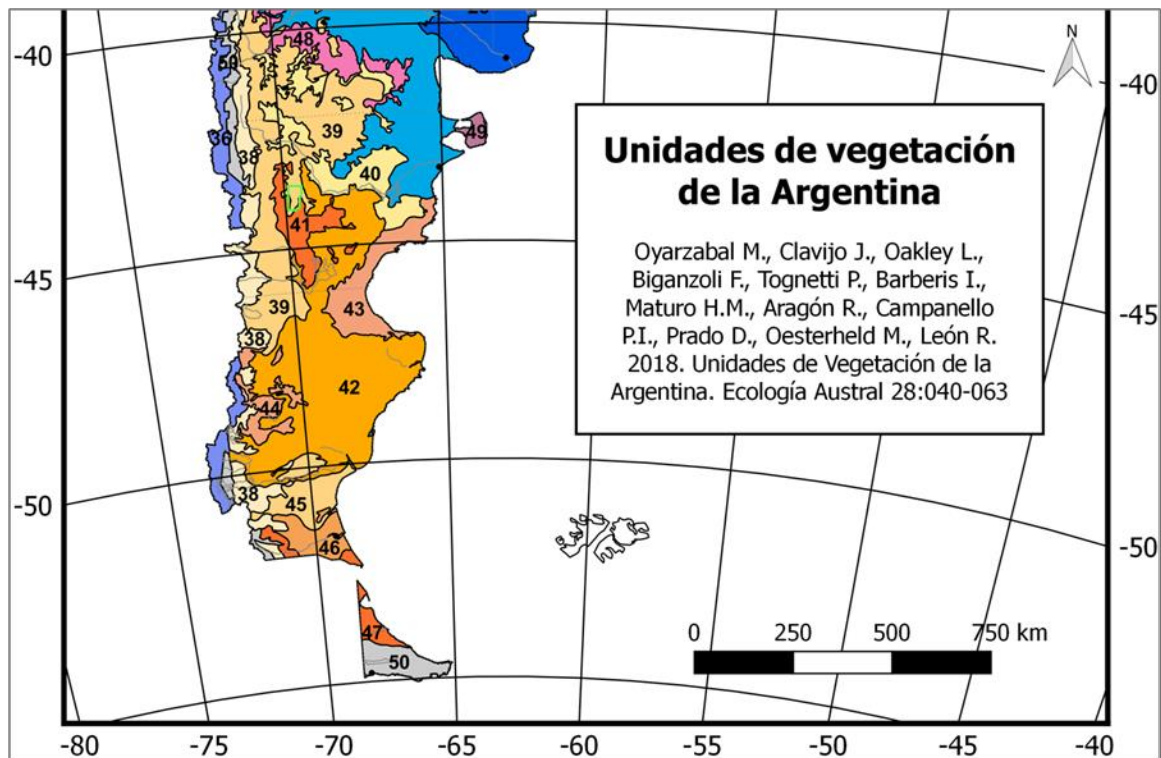 48
-40
50
-40
36
39
49
38
40
41
Unidades de vegetación
de la Argentina
Oyarzabal M., Clavijo J., Oakley L.,
Biganzoli F., Tognetti P., Barberis I.,
Maturo H.M., Aragón R., Campanello
P.I., Prado D., Oesterheld M., León R.
2018. Unidades de Vegetación de la
Argentina. Ecología Austral 28:040-063
N
-45
39
43
-45
38
42
44
38
45
-50
46
-50
47
50
0 250 500 750 km
-80 -75 -70 -65 -60 -55 -50 -45 -40